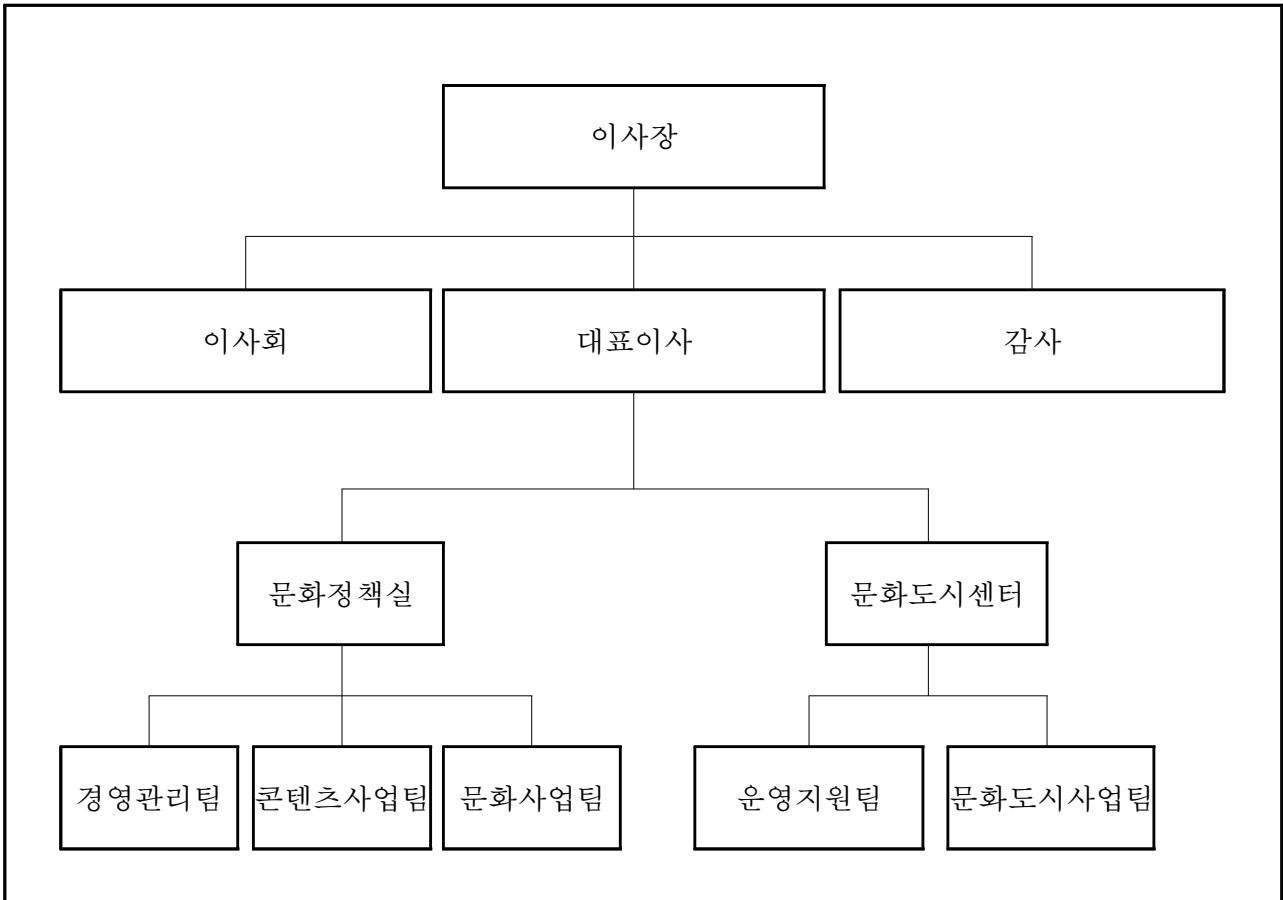 이사장
이사회
대표이사
감사
문화정책실
문화도시센터
경영관리팀
콘텐츠사업팀
문화사업팀
운영지원팀
문화도시사업팀